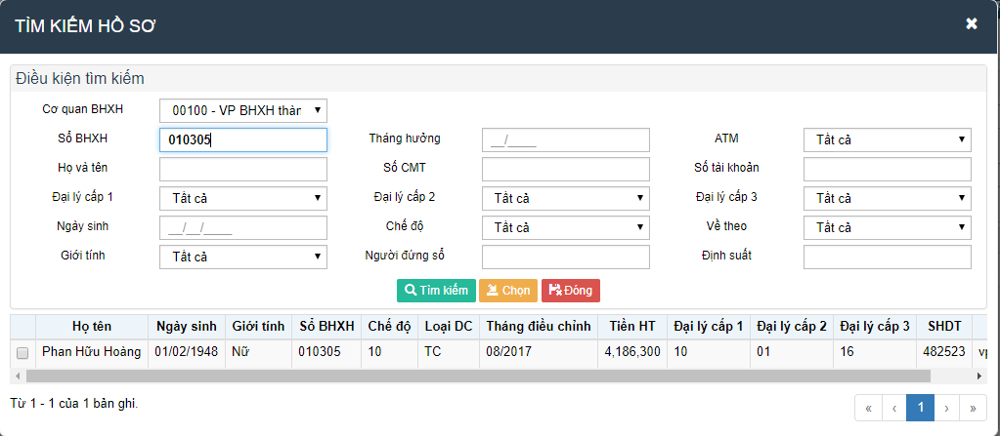 TÌM KIẾM HỒ SƠ ✖
Điều kiện tìm kiếm
Cơ quan BHXH 00100 - VP BHXH thàn
Sổ BHXH 010305 Tháng hưởng __/____ ATM Tất cả
Họ và tên Số CMT Số tài khoản
Đại lý cấp 1 Tất cả Đại lý cấp 2 Tất cả Đại lý cấp 3 Tất cả
Ngày sinh __/__/____ Chế độ Tất cả Về theo Tất cả
Giới tính Tất cả Người đứng sổ Định suất
Tìm kiếm Chọn Đóng
Họ tên Ngày sinh Giới tính Sổ BHXH Chế độ Loại DC Tháng điều chỉnh Tiền HT Đại lý cấp 1 Đại lý cấp 2 Đại lý cấp 3 SHDT
Phan Hữu Hoàng 01/02/1948 Nữ 010305 10 TC 08/2017 4,186,300 10 01 16 482523 vp
Từ 1 - 1 của 1 bản ghi. « ‹ 1 › »